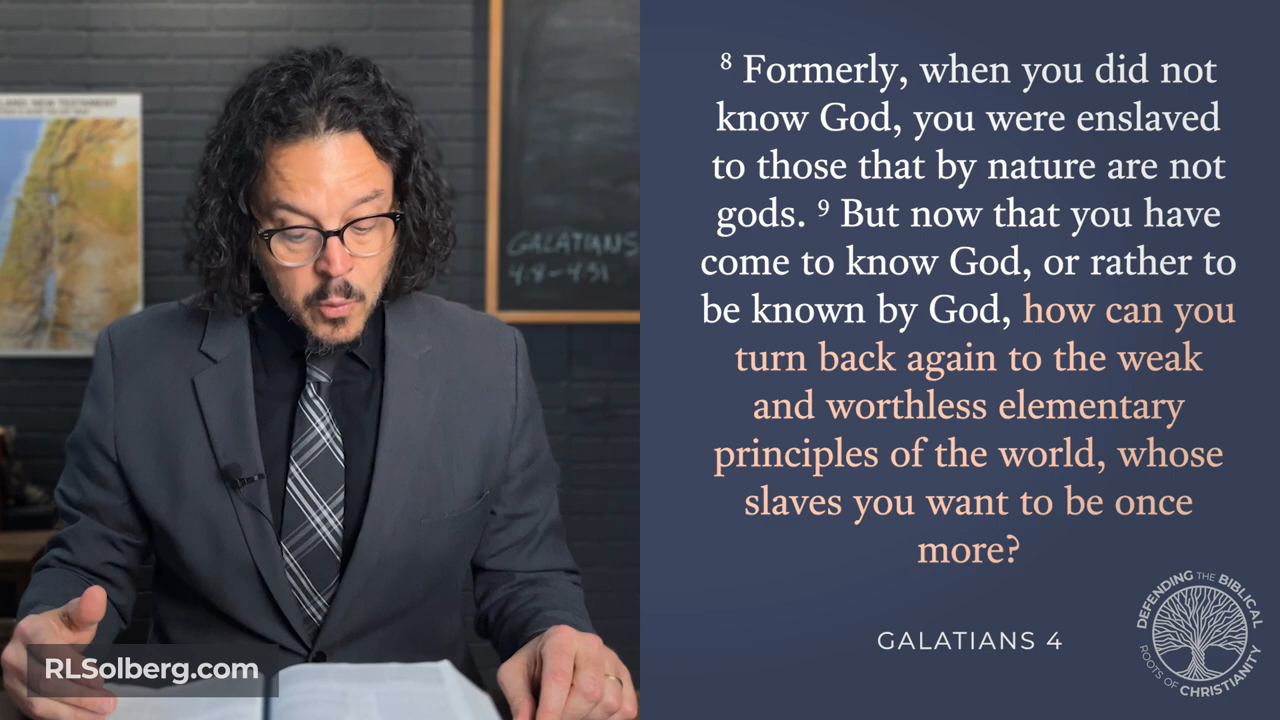 LAND, NEW TESTAMENT
GALATIANS
4:8-4:31
RLSolberg.com
⁸ Formerly, when you did not
know God, you were enslaved
to those that by nature are not
gods. ⁹ But now that you have
come to know God, or rather to
be known by God, how can you
turn back again to the weak
and worthless elementary
principles of the world, whose
slaves you want to be once
more?
GALATIANS 4
DEFENDING THE BIBLICAL
ROOTS OF CHRISTIANITY